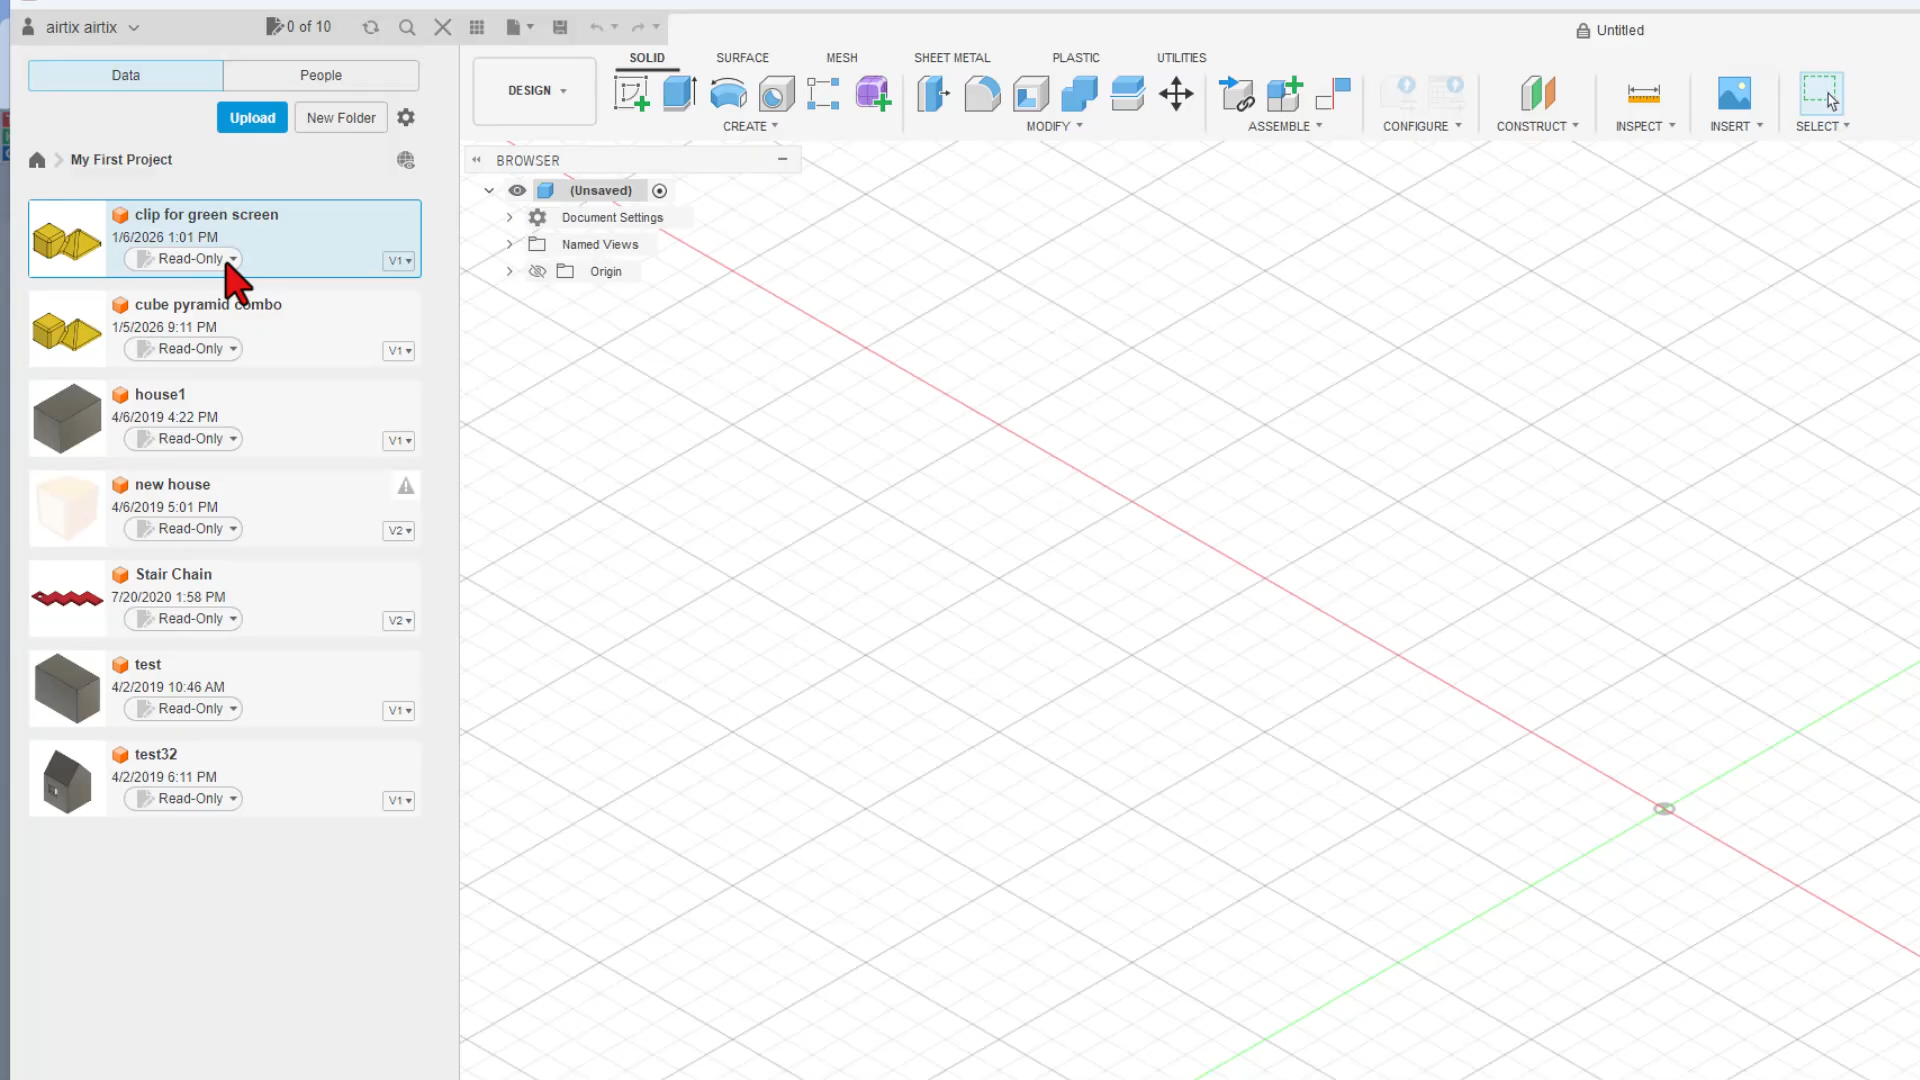 airtix airtix
0 of 10
Untitled
Data
People
Upload
New Folder
My First Project
clip for green screen
1/6/2026 1:01 PM
Read-Only
V1
cube pyramid combo
1/5/2026 9:11 PM
Read-Only
V1
house1
4/6/2019 4:22 PM
Read-Only
V1
new house
4/6/2019 5:01 PM
Read-Only
V2
Stair Chain
7/20/2020 1:58 PM
Read-Only
V2
test
4/2/2019 10:46 AM
Read-Only
V1
test32
4/2/2019 6:11 PM
Read-Only
V1
DESIGN
SOLID
SURFACE
MESH
SHEET METAL
PLASTIC
UTILITIES
CREATE
MODIFY
ASSEMBLE
CONFIGURE
CONSTRUCT
INSPECT
INSERT
SELECT
BROWSER
(Unsaved)
Document Settings
Named Views
Origin